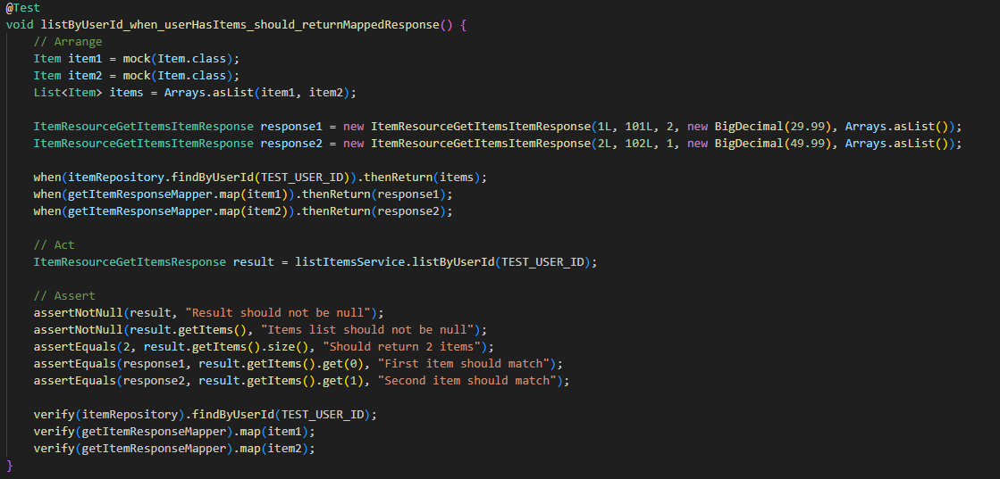 @Test
void listByUserId_when_userHasItems_should_returnMappedResponse() {
    // Arrange
    Item item1 = mock(Item.class);
    Item item2 = mock(Item.class);
    List<Item> items = Arrays.asList(item1, item2);

    ItemResourceGetItemsItemResponse response1 = new ItemResourceGetItemsItemResponse(1L, 101L, 2, new BigDecimal(29.99), Arrays.asList());
    ItemResourceGetItemsItemResponse response2 = new ItemResourceGetItemsItemResponse(2L, 102L, 1, new BigDecimal(49.99), Arrays.asList());

    when(itemRepository.findByUserId(TEST_USER_ID)).thenReturn(items);
    when(getItemResponseMapper.map(item1)).thenReturn(response1);
    when(getItemResponseMapper.map(item2)).thenReturn(response2);

    // Act
    ItemResourceGetItemsResponse result = listItemsService.listByUserId(TEST_USER_ID);

    // Assert
    assertNotNull(result, "Result should not be null");
    assertNotNull(result.getItems(), "Items list should not be null");
    assertEquals(2, result.getItems().size(), "Should return 2 items");
    assertEquals(response1, result.getItems().get(0), "First item should match");
    assertEquals(response2, result.getItems().get(1), "Second item should match");

    verify(itemRepository).findByUserId(TEST_USER_ID);
    verify(getItemResponseMapper).map(item1);
    verify(getItemResponseMapper).map(item2);
}